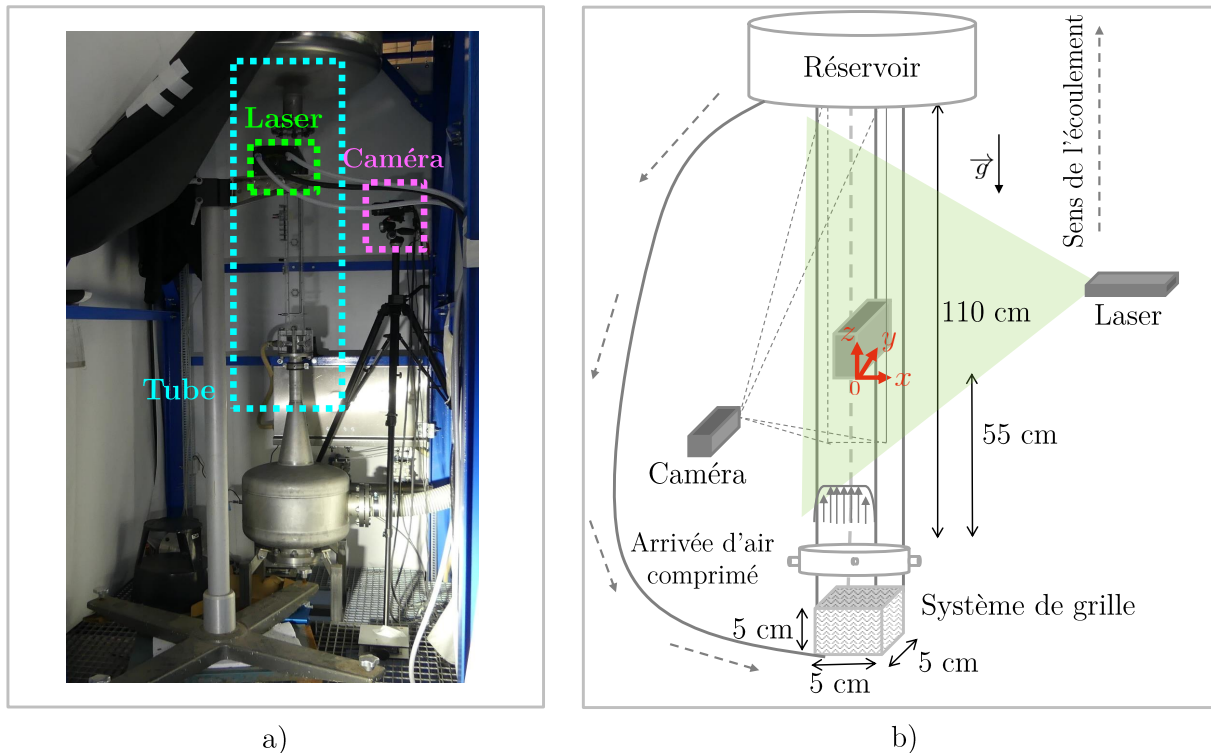 Laser
Caméra
Tube
a)
Réservoir
Sens de l'écoulement
g
110 cm
Laser
z
y
o
x
55 cm
Caméra
Arrivée d'air
comprimé
Système de grille
5 cm
5 cm
5 cm
b)